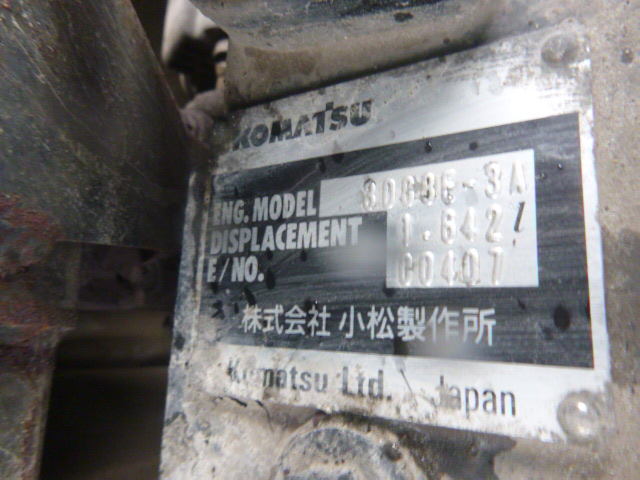 KOMATSU
ENG. MODEL 3D88E-3A
DISPLACEMENT 1.642 l
E/NO. C0407
株式会社 小松製作所
Komatsu Ltd. Japan